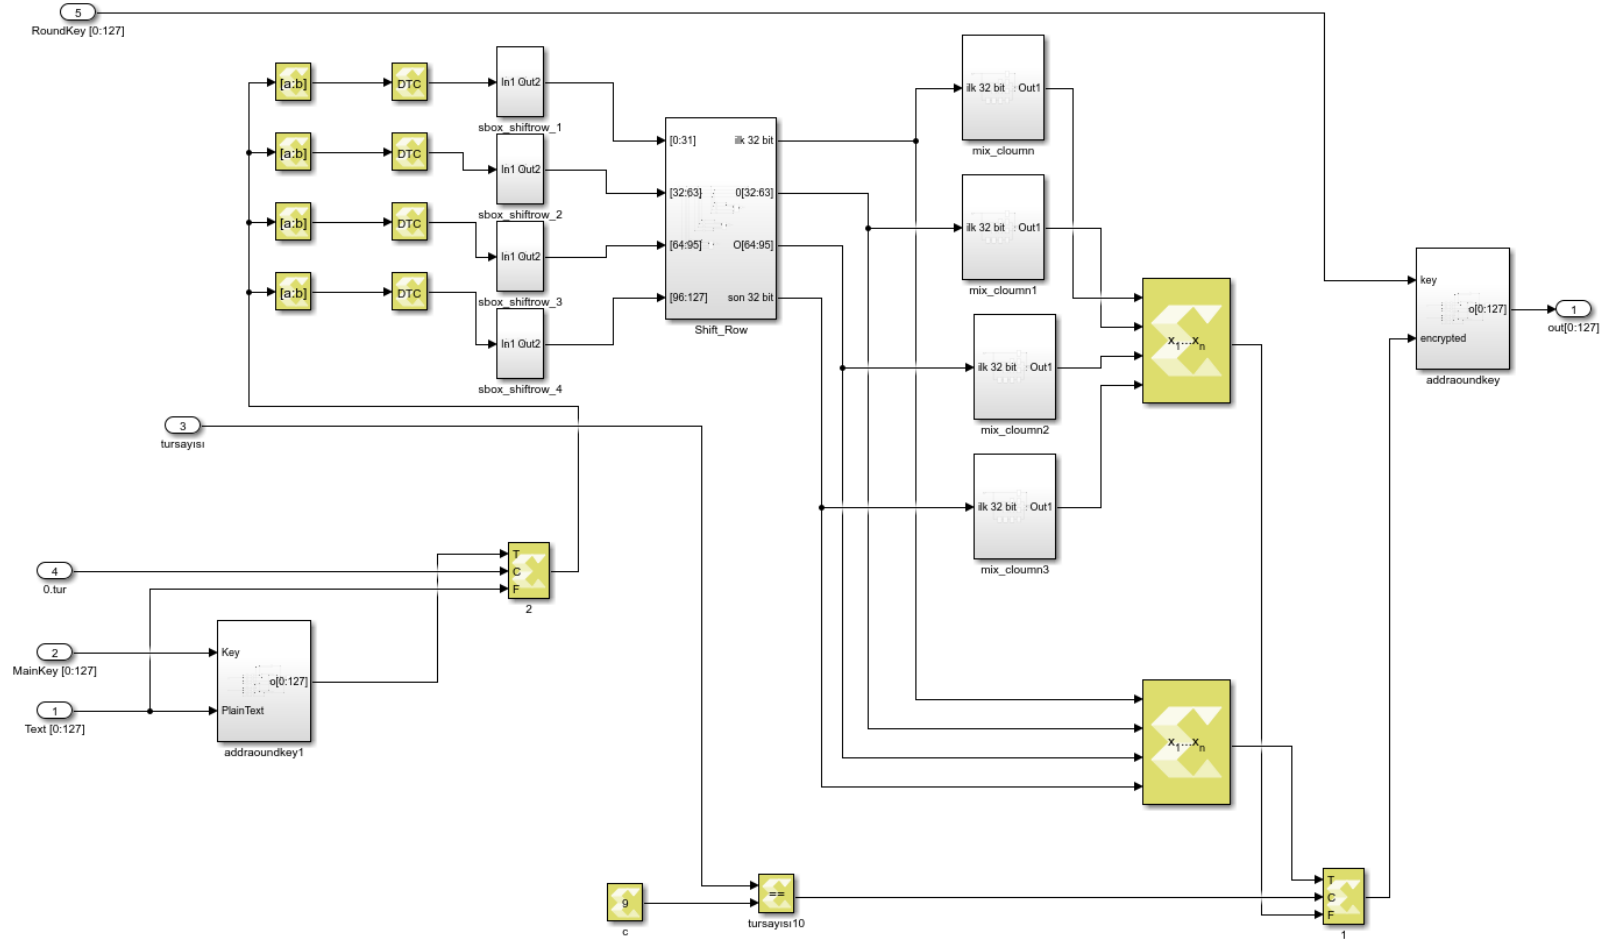 5
RoundKey [0:127]
[a:b]
DTC
In1 Out2
sbox_shiftrow_1
[a:b]
DTC
In1 Out2
sbox_shiftrow_2
[a:b]
DTC
In1 Out2
sbox_shiftrow_3
[a:b]
DTC
In1 Out2
sbox_shiftrow_4
[0:31]
ilk 32 bit
[32:63]
0[32:63]
[64:95]
O[64:95]
[96:127]
son 32 bit
Shift_Row
ilk 32 bit
Out1
mix_cloumn
ilk 32 bit
Out1
mix_cloumn1
ilk 32 bit
Out1
mix_cloumn2
ilk 32 bit
Out1
mix_cloumn3
x1...xn
key
o[0:127]
encrypted
addraoundkey
1
out[0:127]
3
tursayısı
4
0.tur
T
C
F
2
2
MainKey [0:127]
1
Text [0:127]
Key
o[0:127]
PlainText
addraoundkey1
x1...xn
9
c
==
tursayısı10
T
C
F
1